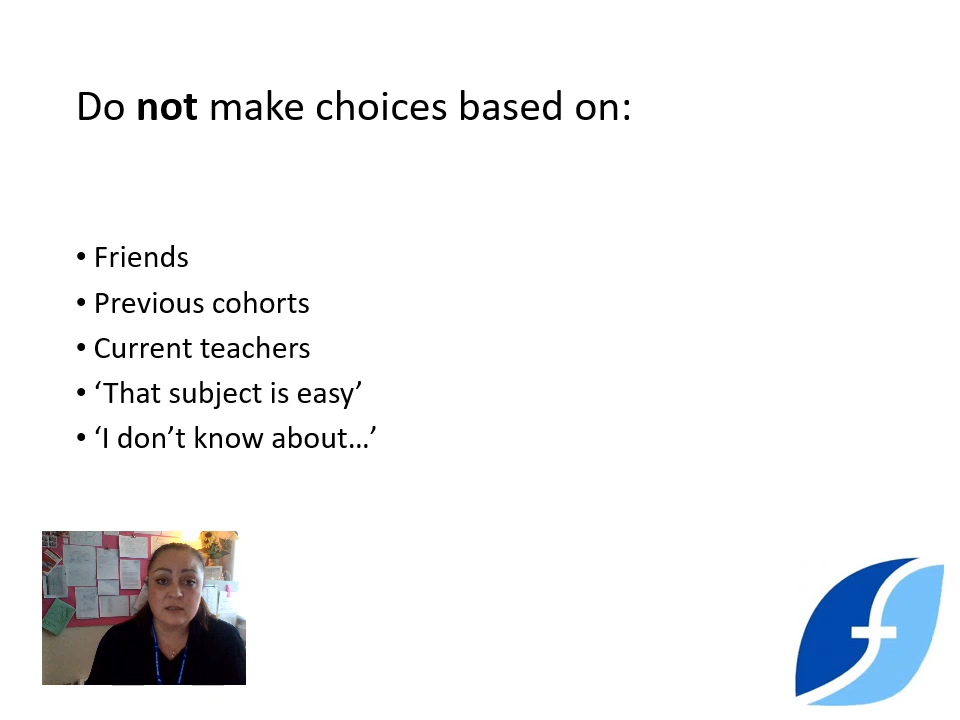 Do not make choices based on:
• Friends
• Previous cohorts
• Current teachers
• ‘That subject is easy’
• ‘I don’t know about…’